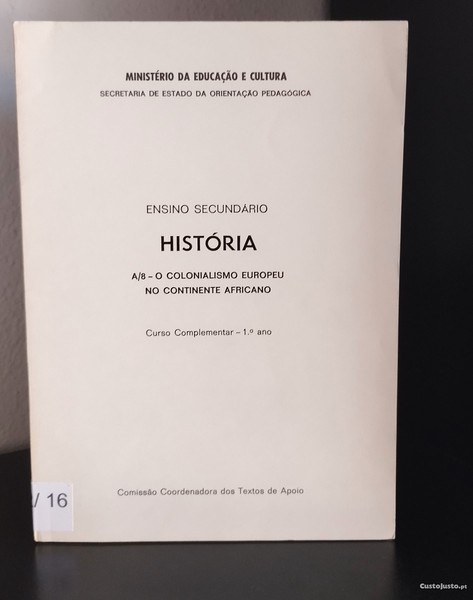 MINISTÉRIO DA EDUCAÇÃO E CULTURA
SECRETARIA DE ESTADO DA ORIENTAÇÃO PEDAGÓGICA
ENSINO SECUNDÁRIO
HISTÓRIA
A/8 – O COLONIALISMO EUROPEU
NO CONTINENTE AFRICANO
Curso Complementar – 1.º ano
/ 16
Comissão Coordenadora dos Textos de Apoio
CustoJusto.pt